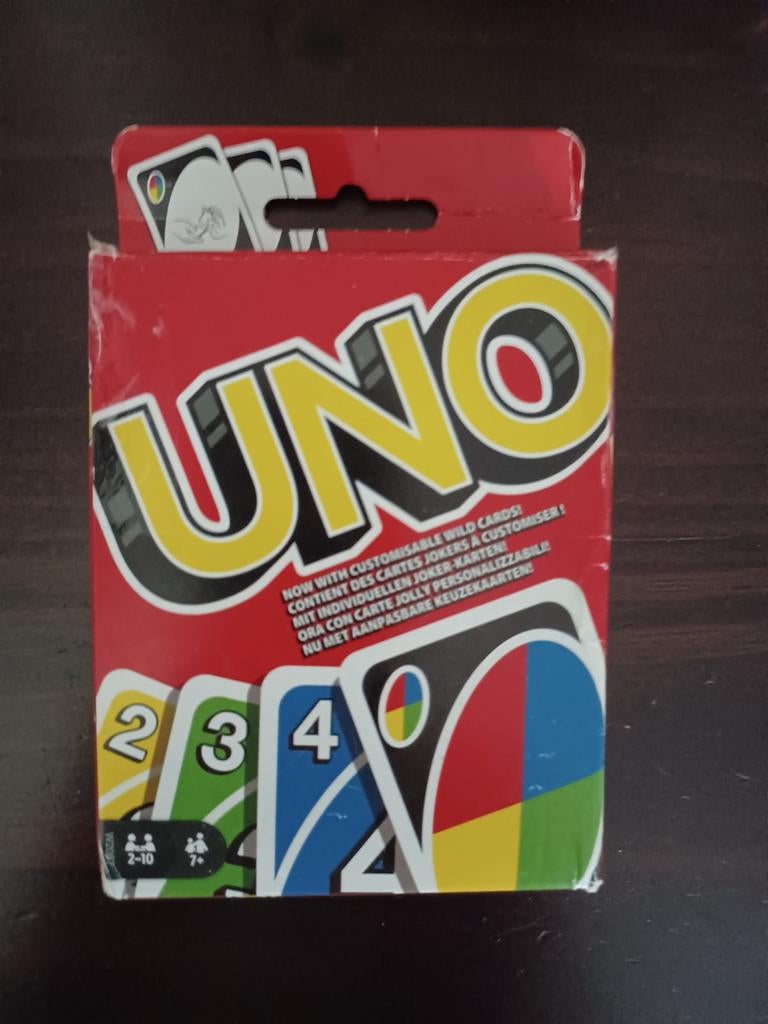 UNO
NOW WITH CUSTOMISABLE WILD CARDS!
CONTIENT DES CARTES JOKERS À CUSTOMISER !
MIT INDIVIDUELLEN JOKER-KARTEN!
ORA CON CARTE JOLLY PERSONALIZZABILI!
NU MET AANPASBARE KEUZEKAARTEN!
2
3
4
4
2-10
7+